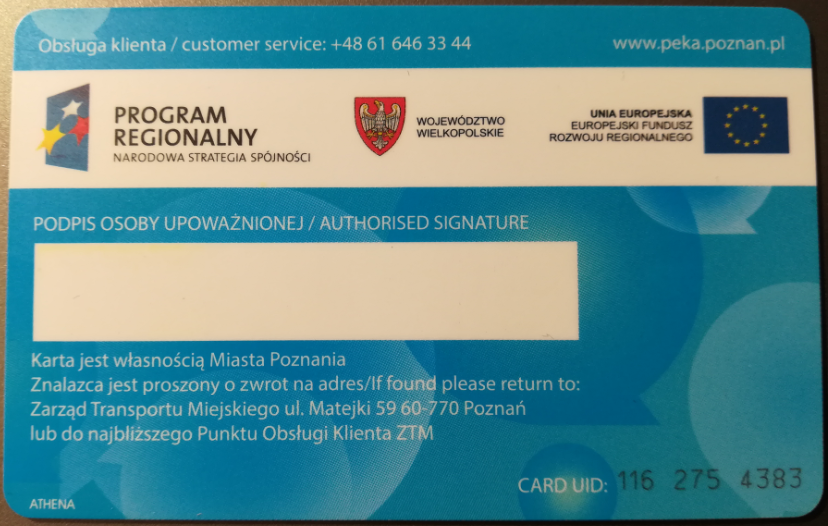 Obsługa klienta / customer service: +48 61 646 33 44
www.peka.poznan.pl
PROGRAM
REGIONALNY
NARODOWA STRATEGIA SPÓJNOŚCI
WOJEWÓDZTWO
WIELKOPOLSKIE
UNIA EUROPEJSKA
EUROPEJSKI FUNDUSZ
ROZWOJU REGIONALNEGO
PODPIS OSOBY UPOWAŻNIONEJ / AUTHORISED SIGNATURE
Karta jest własnością Miasta Poznania
Znalazca jest proszony o zwrot na adres/If found please return to:
Zarząd Transportu Miejskiego ul. Matejki 59 60-770 Poznań
lub do najbliższego Punktu Obsługi Klienta ZTM
CARD UID: 116 275 4383
ATHENA